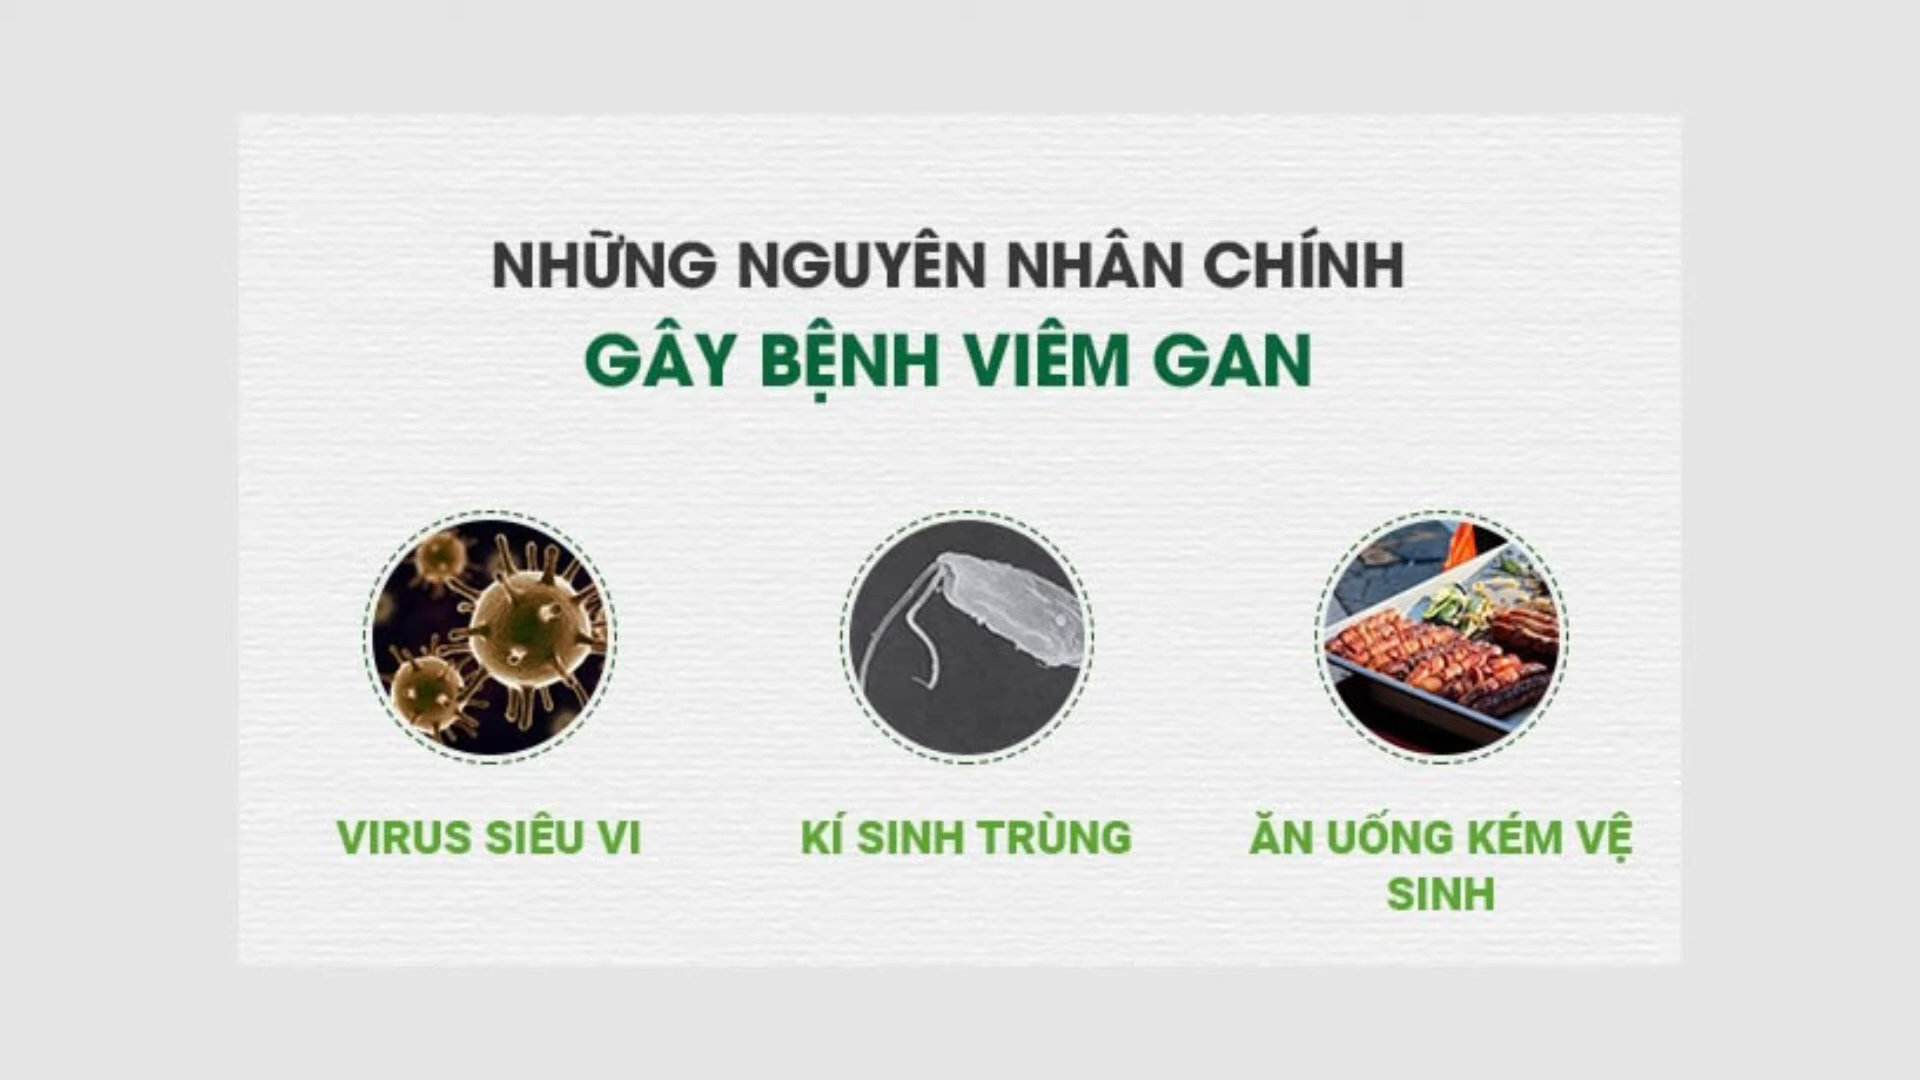 NHỮNG NGUYÊN NHÂN CHÍNH
GÂY BỆNH VIÊM GAN
VIRUS SIÊU VI
KÍ SINH TRÙNG
ĂN UỐNG KÉM VỆ
SINH